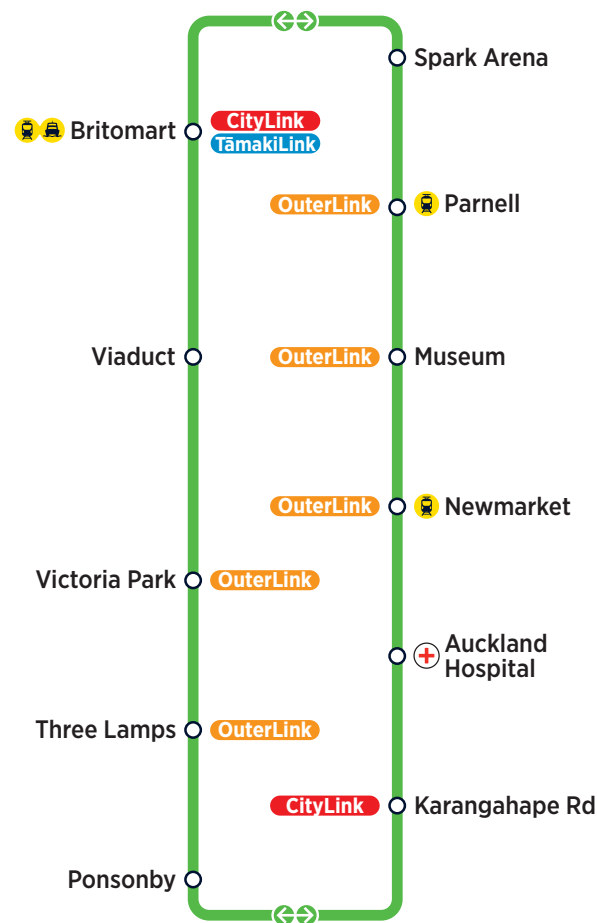 Spark Arena
Britomart
CityLink
TāmakiLink
OuterLink
Parnell
Viaduct
OuterLink
Museum
OuterLink
Newmarket
Victoria Park
OuterLink
Auckland
Hospital
Three Lamps
OuterLink
CityLink
Karangahape Rd
Ponsonby